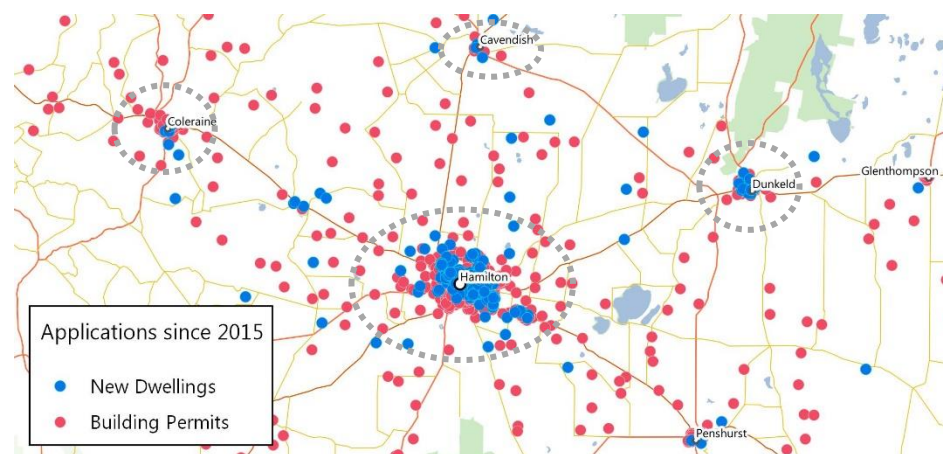 Cavendish
Coleraine
Glenthompson
Dunkeld
Hamilton
Applications since 2015
New Dwellings
Building Permits
Penshurst